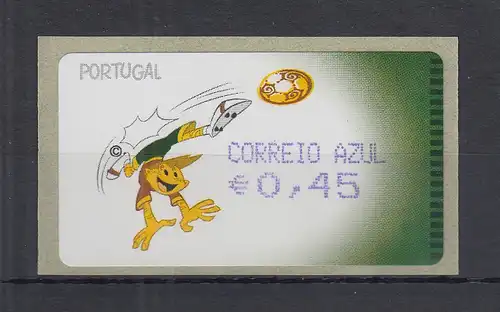 PORTUGAL
©
CORREIO AZUL
€0,45